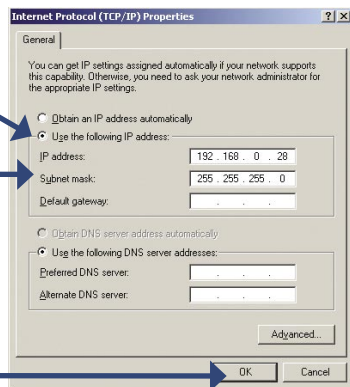 Internet Protocol (TCP/IP) Properties
General
You can get IP settings assigned automatically if your network supports
this capability. Otherwise, you need to ask your network administrator for
the appropriate IP settings.
Obtain an IP address automatically
Use the following IP address:
IP address: 192 . 168 . 0 . 28
Subnet mask: 255 . 255 . 255 . 0
Default gateway: . . .
Obtain DNS server address automatically
Use the following DNS server addresses:
Preferred DNS server: . . .
Alternate DNS server: . . .
Advanced...
OK Cancel